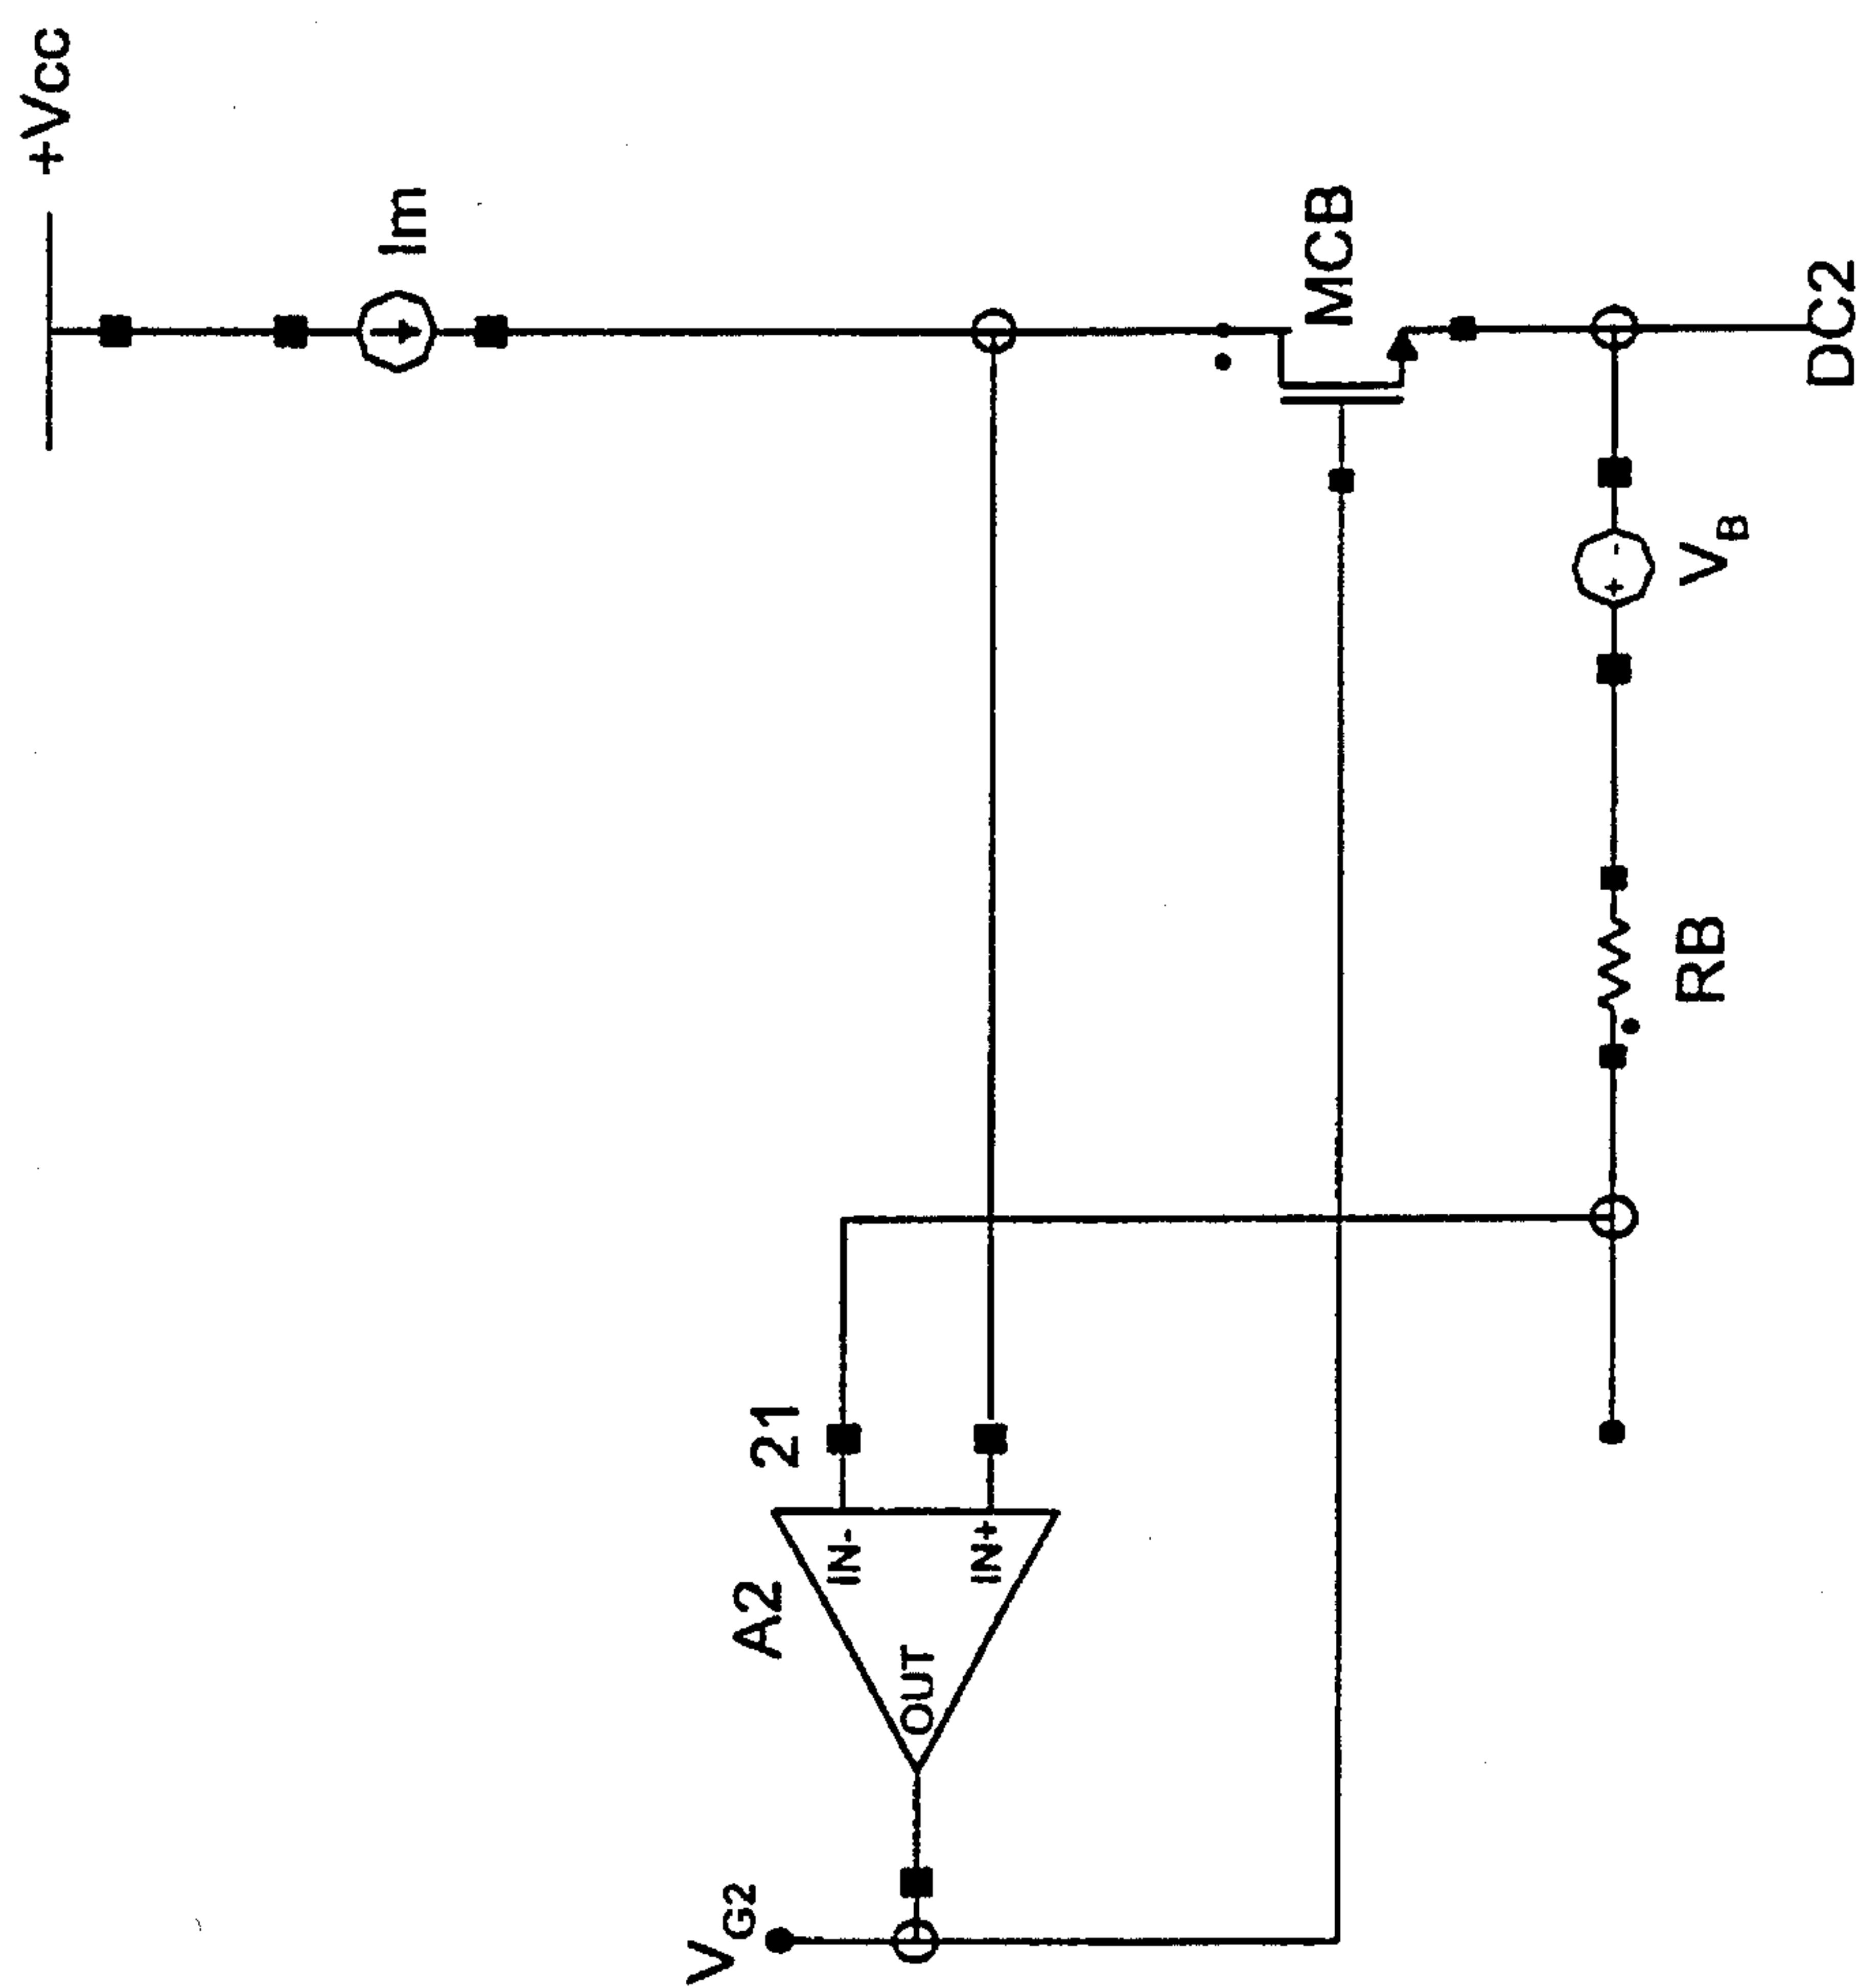 +Vcc
Im
MCB
DC2
V_B
RB
21
A2
IN-
IN+
OUT
V_G2
+
-